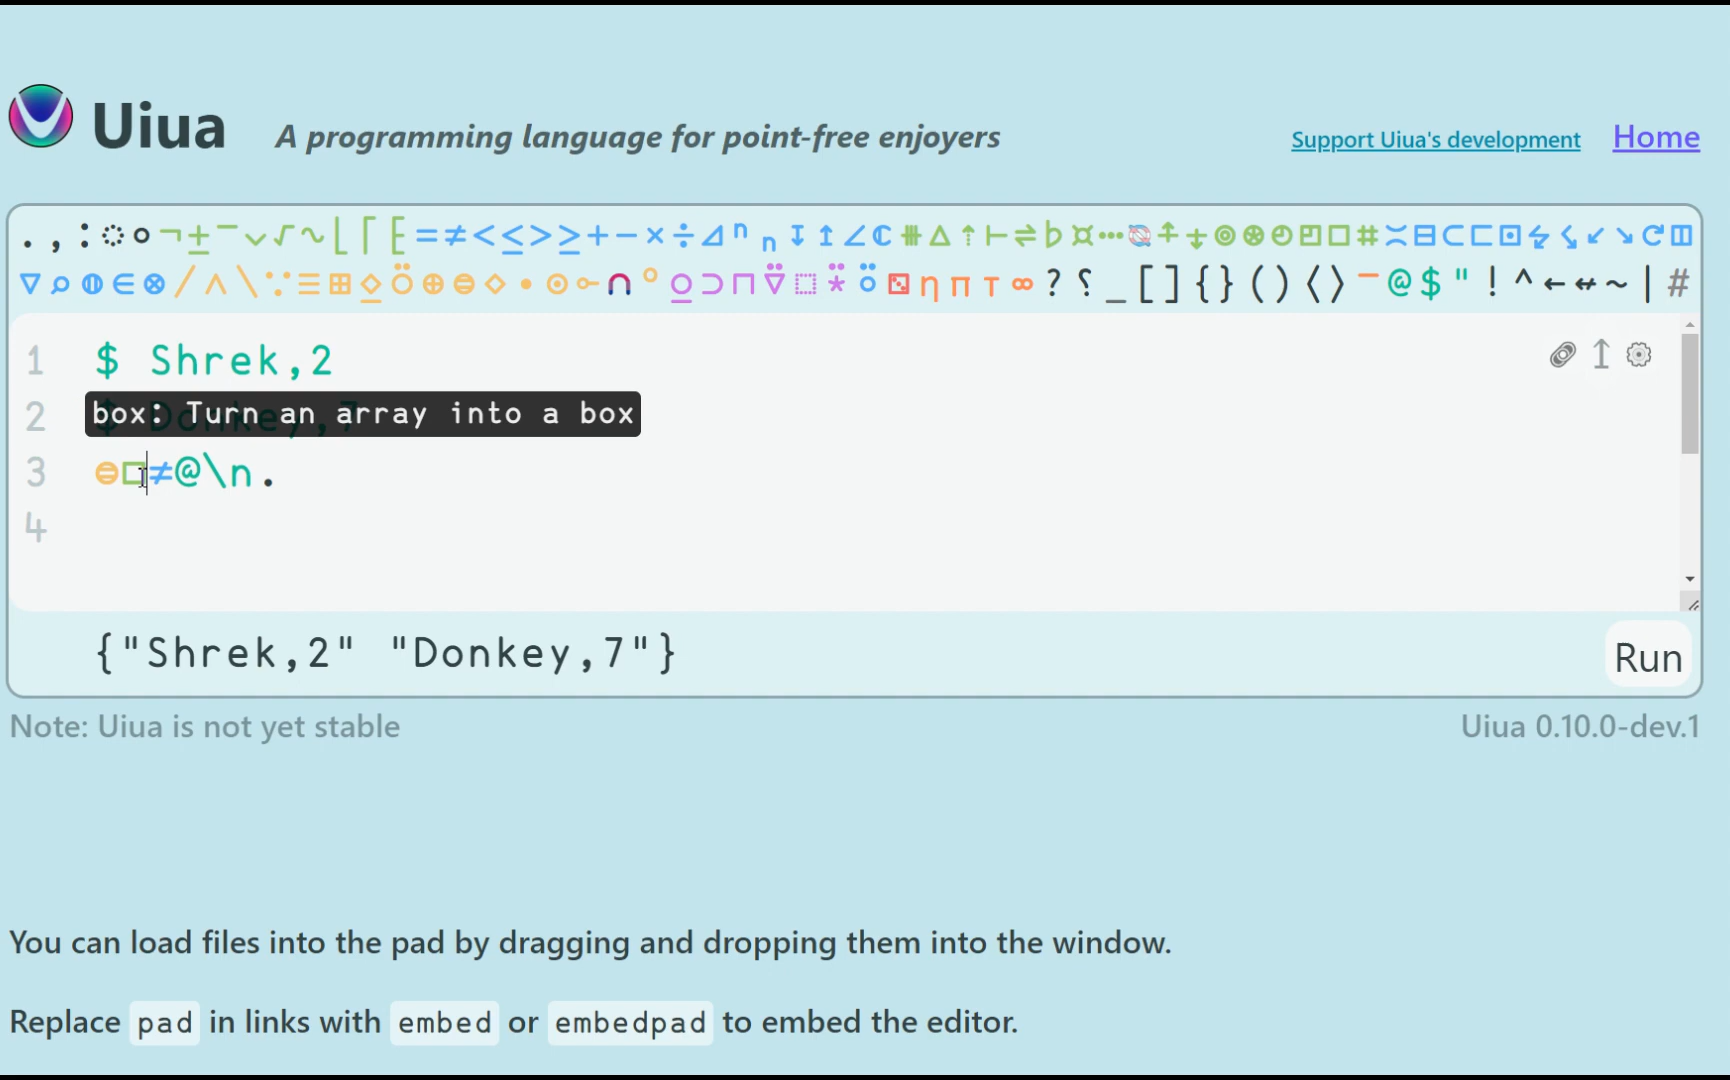 Uiua
A programming language for point-free enjoyers
Support Uiua's development
Home
. , : ◌ ∘ ¬ ± ¯ ⌵ √ ∿ ⌊ ⌈ ⁅ = ≠ < ≤ > ≥ + − × ÷ ◿ ⁿ ₙ ↧ ↥ ∠ ℂ ⧻ △ ⇡ ⊢ ⇌ ♭ ¤ ⋯ ⍉ ⍏ ⍖ ⊚ ⊛ ◴ ◰ □ # ≍ ⊟ ⊂ ⊏ ⊡ ↯ ☇ ↙ ↘ ↻ ◫
▽ ⌕ ⦷ ∊ ⊗ / ∧ \ ∵ ≡ ⊞ ⍚ ⊕ ⊖ ∩ ° ⊃ ⊓ ⚂ η π τ ∞ ? ⸮ _ [ ] { } ( ) ⟨ ⟩ ¯ @ $ " ! ^ ← ~ | #
1 $ Shrek,2
2
box: Turn an array into a box
3 ⊜□≠@\n.
4
{"Shrek,2" "Donkey,7"}
Run
Note: Uiua is not yet stable
Uiua 0.10.0-dev.1
You can load files into the pad by dragging and dropping them into the window.
Replace pad in links with embed or embedpad to embed the editor.